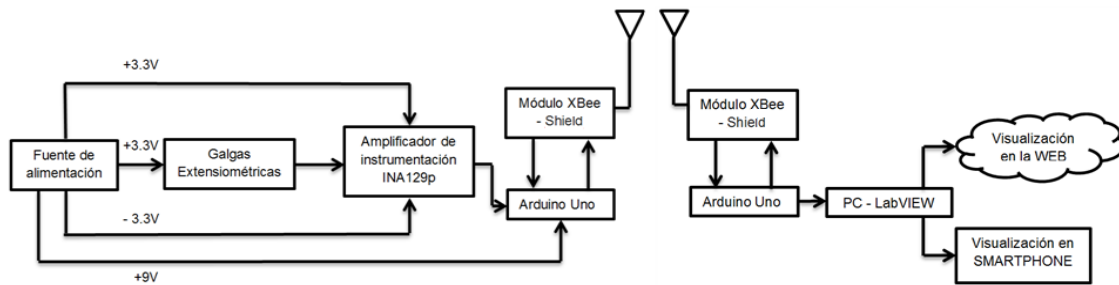 +3.3V
Fuente de
alimentación
+3.3V
Galgas
Extensiométricas
Amplificador de
instrumentación
INA129p
- 3.3V
+9V
Módulo XBee
- Shield
Arduino Uno
Módulo XBee
- Shield
Arduino Uno
PC - LabVIEW
Visualización
en la WEB
Visualización en
SMARTPHONE